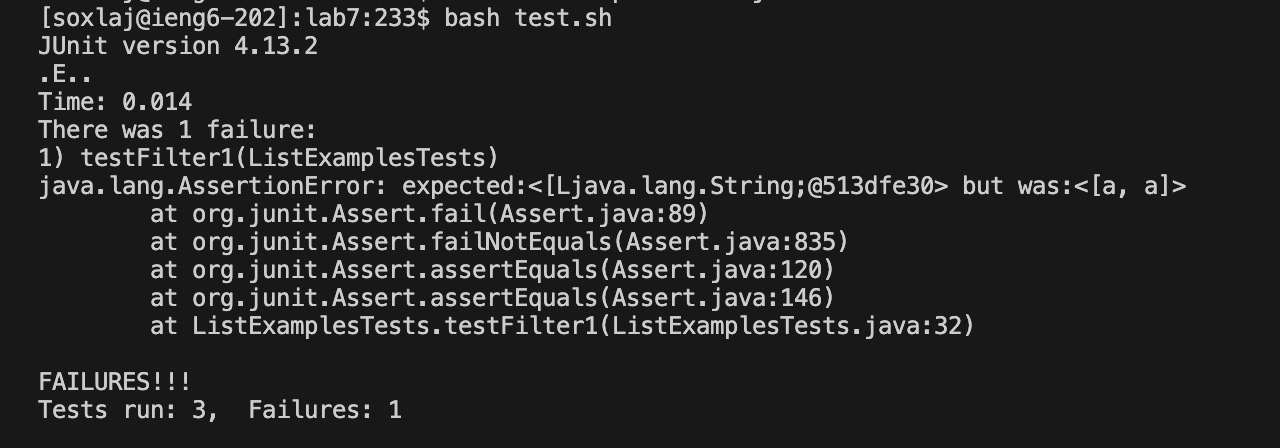 [soxlaj@ieng6-202]:lab7:233$ bash test.sh
JUnit version 4.13.2
.E..
Time: 0.014
There was 1 failure:
1) testFilter1(ListExamplesTests)
java.lang.AssertionError: expected:<[Ljava.lang.String;@513dfe30> but was:<[a, a]>
        at org.junit.Assert.fail(Assert.java:89)
        at org.junit.Assert.failNotEquals(Assert.java:835)
        at org.junit.Assert.assertEquals(Assert.java:120)
        at org.junit.Assert.assertEquals(Assert.java:146)
        at ListExamplesTests.testFilter1(ListExamplesTests.java:32)

FAILURES!!!
Tests run: 3,  Failures: 1